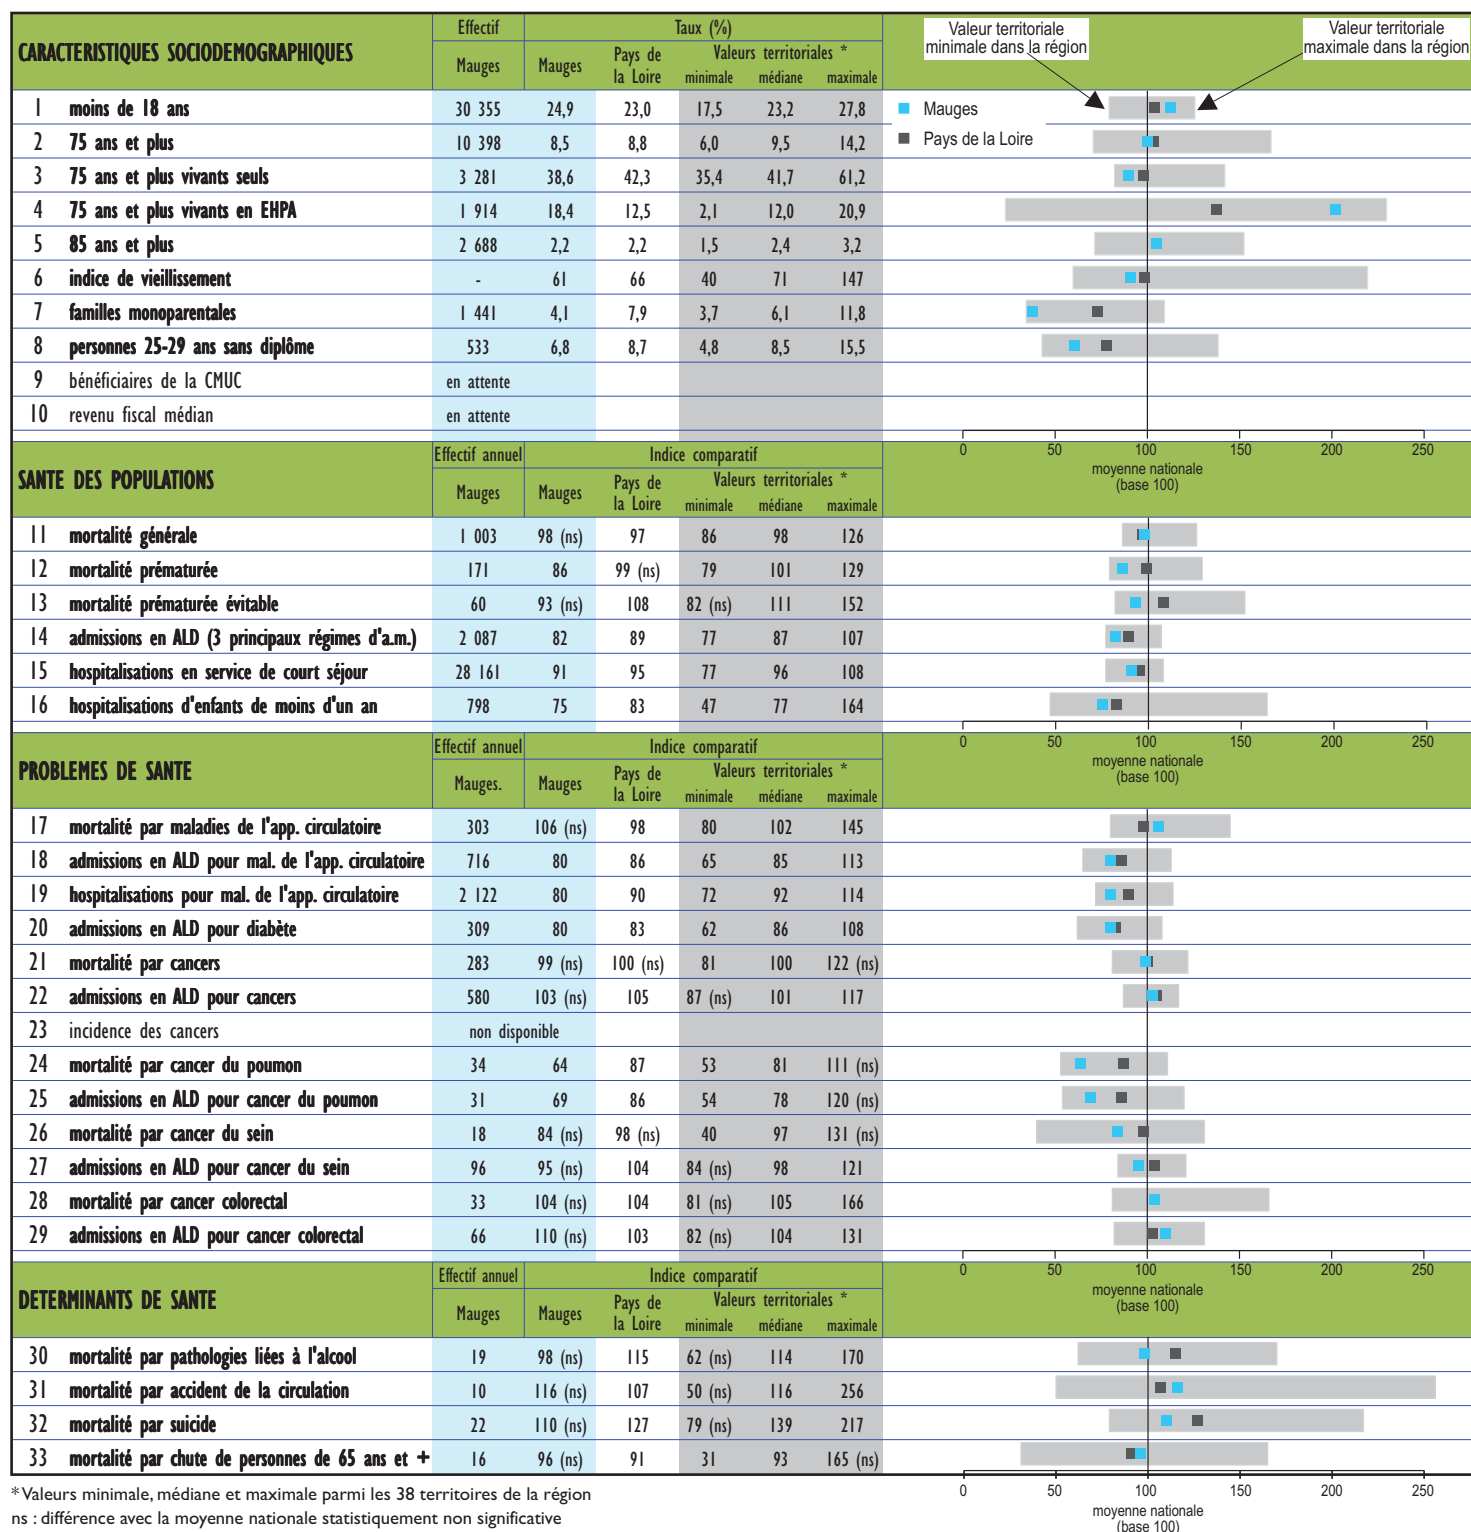 CARACTERISTIQUES SOCIODEMOGRAPHIQUES
Effectif Taux (%)
Mauges Mauges Pays de la Loire Valeurs territoriales *
minimale médiane maximale
Valeur territoriale minimale dans la région
Valeur territoriale maximale dans la région
Mauges
Pays de la Loire
1 moins de 18 ans 30 355 24,9 23,0 17,5 23,2 27,8
2 75 ans et plus 10 398 8,5 8,8 6,0 9,5 14,2
3 75 ans et plus vivants seuls 3 281 38,6 42,3 35,4 41,7 61,2
4 75 ans et plus vivants en EHPA 1 914 18,4 12,5 2,1 12,0 20,9
5 85 ans et plus 2 688 2,2 2,2 1,5 2,4 3,2
6 indice de vieillissement - 61 66 40 71 147
7 familles monoparentales 1 441 4,1 7,9 3,7 6,1 11,8
8 personnes 25-29 ans sans diplôme 533 6,8 8,7 4,8 8,5 15,5
9 bénéficiaires de la CMUC en attente
10 revenu fiscal médian en attente
0 50 100 150 200 250
moyenne nationale
(base 100)
SANTE DES POPULATIONS
Effectif annuel Indice comparatif
Mauges Mauges Pays de la Loire Valeurs territoriales *
minimale médiane maximale
11 mortalité générale 1 003 98 (ns) 97 86 98 126
12 mortalité prématurée 171 86 99 (ns) 79 101 129
13 mortalité prématurée évitable 60 93 (ns) 108 82 (ns) 111 152
14 admissions en ALD (3 principaux régimes d'a.m.) 2 087 82 89 77 87 107
15 hospitalisations en service de court séjour 28 161 91 95 77 96 108
16 hospitalisations d'enfants de moins d'un an 798 75 83 47 77 164
0 50 100 150 200 250
moyenne nationale
(base 100)
PROBLEMES DE SANTE
Effectif annuel Indice comparatif
Mauges. Mauges Pays de la Loire Valeurs territoriales *
minimale médiane maximale
17 mortalité par maladies de l'app. circulatoire 303 106 (ns) 98 80 102 145
18 admissions en ALD pour mal. de l'app. circulatoire 716 80 86 65 85 113
19 hospitalisations pour mal. de l'app. circulatoire 2 122 80 90 72 92 114
20 admissions en ALD pour diabète 309 80 83 62 86 108
21 mortalité par cancers 283 99 (ns) 100 (ns) 81 100 122 (ns)
22 admissions en ALD pour cancers 580 103 (ns) 105 87 (ns) 101 117
23 incidence des cancers non disponible
24 mortalité par cancer du poumon 34 64 87 53 81 111 (ns)
25 admissions en ALD pour cancer du poumon 31 69 86 54 78 120 (ns)
26 mortalité par cancer du sein 18 84 (ns) 98 (ns) 40 97 131 (ns)
27 admissions en ALD pour cancer du sein 96 95 (ns) 104 84 (ns) 98 121
28 mortalité par cancer colorectal 33 104 (ns) 104 81 (ns) 105 166
29 admissions en ALD pour cancer colorectal 66 110 (ns) 103 82 (ns) 104 131
0 50 100 150 200 250
moyenne nationale
(base 100)
DETERMINANTS DE SANTE
Effectif annuel Indice comparatif
Mauges Mauges Pays de la Loire Valeurs territoriales *
minimale médiane maximale
30 mortalité par pathologies liées à l'alcool 19 98 (ns) 115 62 (ns) 114 170
31 mortalité par accident de la circulation 10 116 (ns) 107 50 (ns) 116 256
32 mortalité par suicide 22 110 (ns) 127 79 (ns) 139 217
33 mortalité par chute de personnes de 65 ans et + 16 96 (ns) 91 31 93 165 (ns)
0 50 100 150 200 250
moyenne nationale
(base 100)
* Valeurs minimale, médiane et maximale parmi les 38 territoires de la région
ns : différence avec la moyenne nationale statistiquement non significative